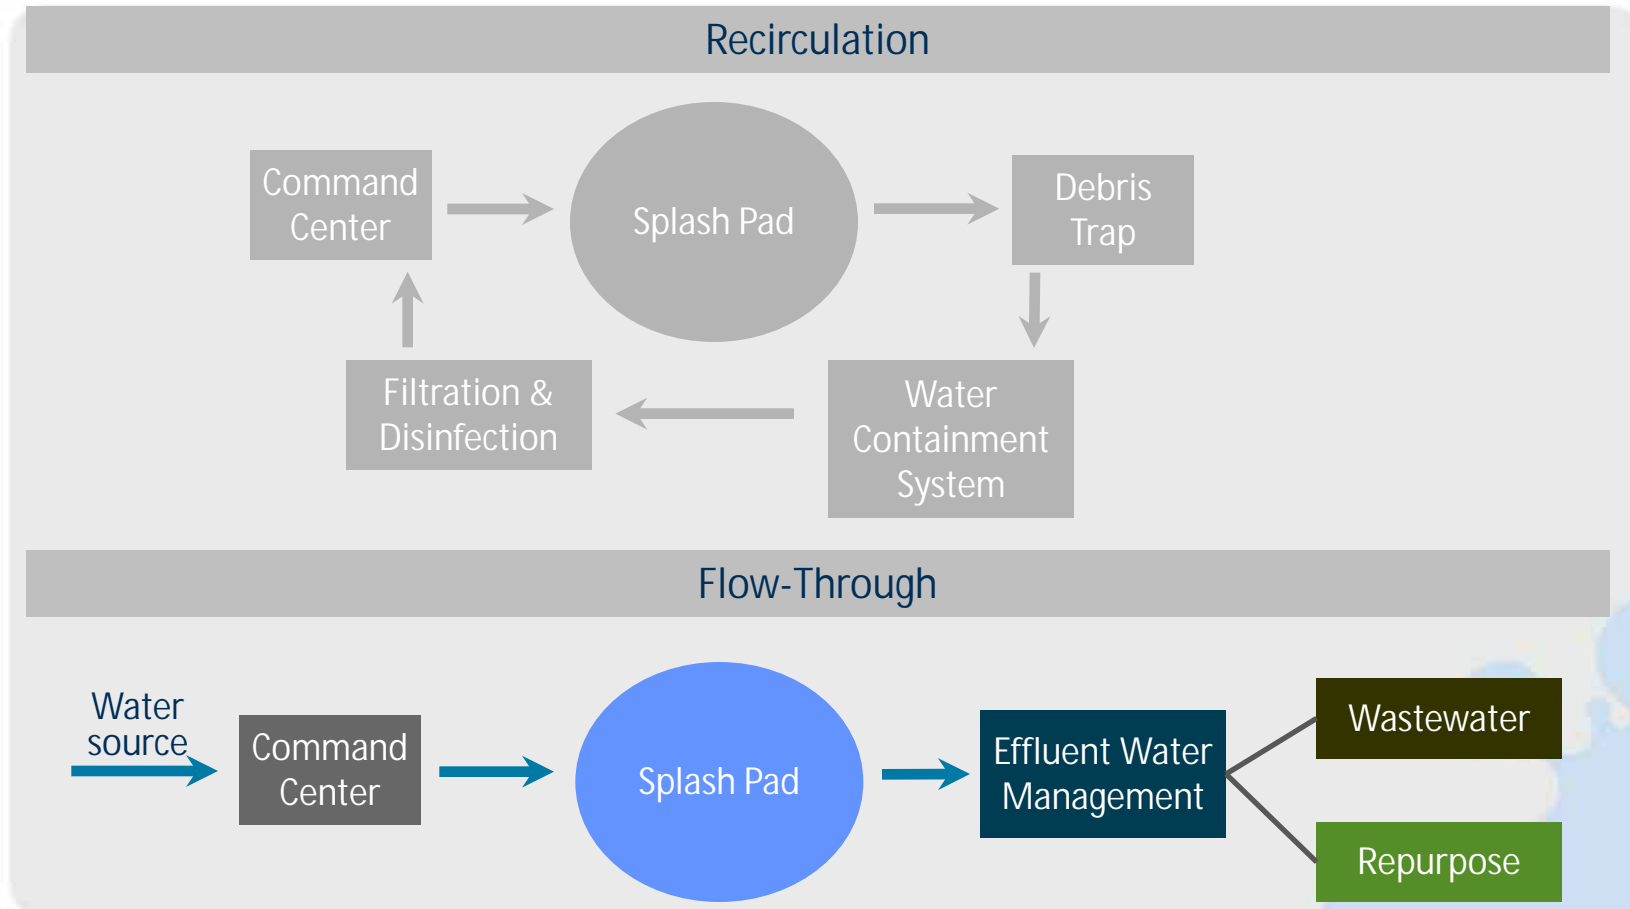 Recirculation
Command
Center
Splash Pad
Debris
Trap
Filtration &
Disinfection
Water
Containment
System
Flow-Through
Water
source
Command
Center
Splash Pad
Effluent Water
Management
Wastewater
Repurpose